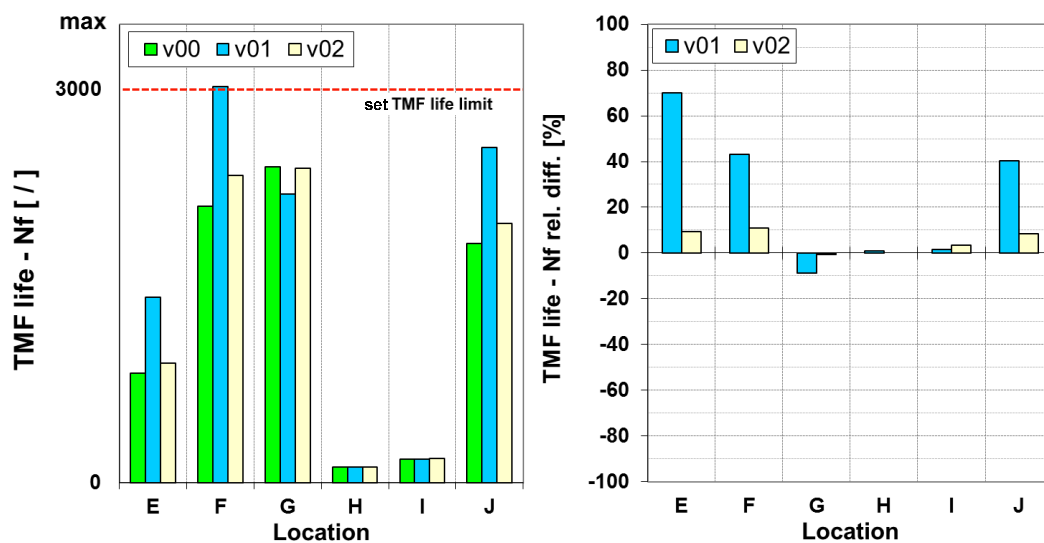 max
v00 v01 v02
3000
set TMF life limit
TMF life - Nf [ / ]
0
E F G H I J
Location
100
v01 v02
80
60
40
20
0
-20
-40
-60
-80
-100
TMF life - Nf rel. diff. [%]
E F G H I J
Location